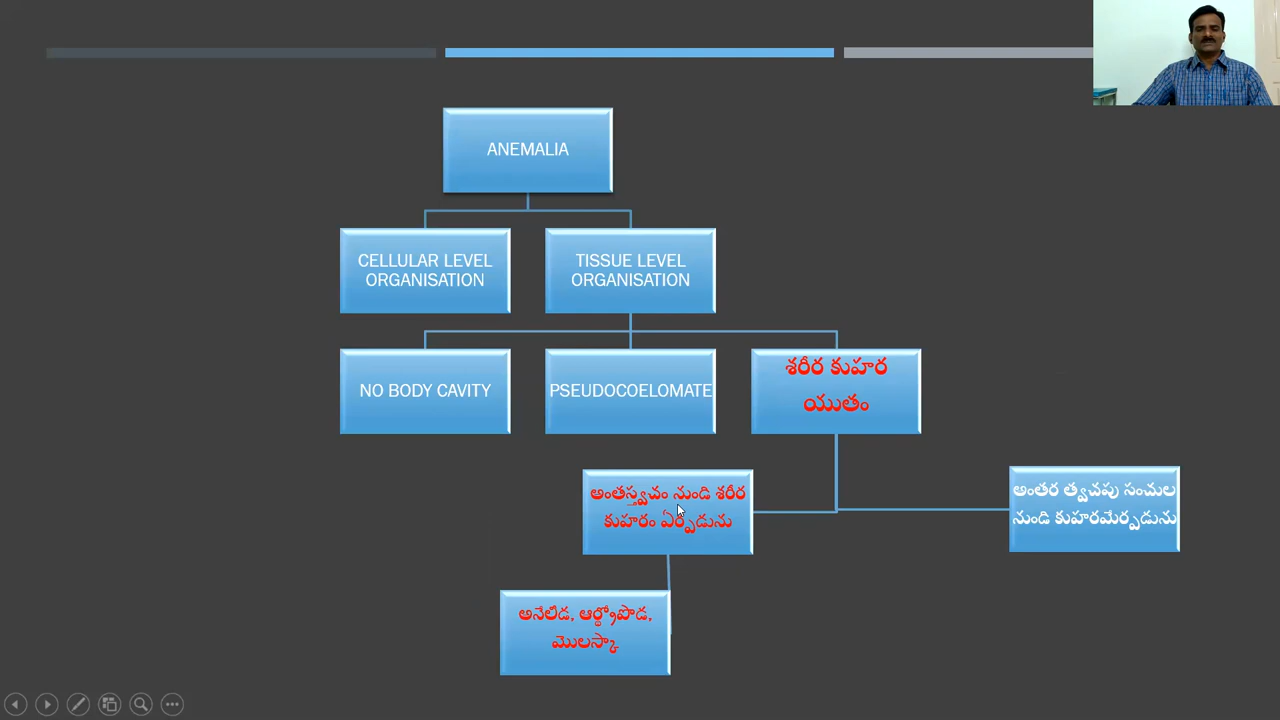 ANEMALIA
CELLULAR LEVEL
ORGANISATION
TISSUE LEVEL
ORGANISATION
NO BODY CAVITY
PSEUDOCOELOMATE
శరీర కుహర
యుతం
అంతస్త్వచం నుండి శరీర
కుహరం ఏర్పడును
అంతర త్వచపు సంచుల
నుండి కుహరమేర్పడును
అనేలిడ, ఆర్థ్రోపొడ,
మొలస్కా